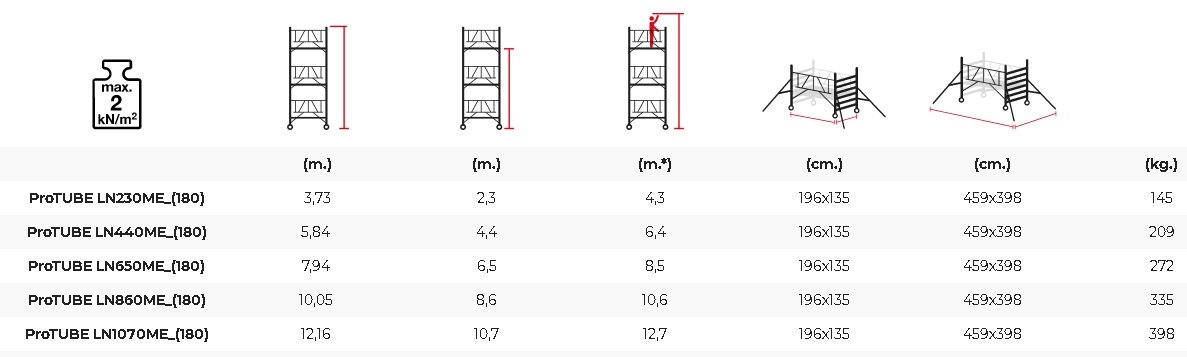 max.
2
kN/m²
(m.) (m.) (m.*) (cm.) (cm.) (kg.)
ProTUBE LN230ME_(180) 3,73 2,3 4,3 196x135 459x398 145
ProTUBE LN440ME_(180) 5,84 4,4 6,4 196x135 459x398 209
ProTUBE LN650ME_(180) 7,94 6,5 8,5 196x135 459x398 272
ProTUBE LN860ME_(180) 10,05 8,6 10,6 196x135 459x398 335
ProTUBE LN1070ME_(180) 12,16 10,7 12,7 196x135 459x398 398